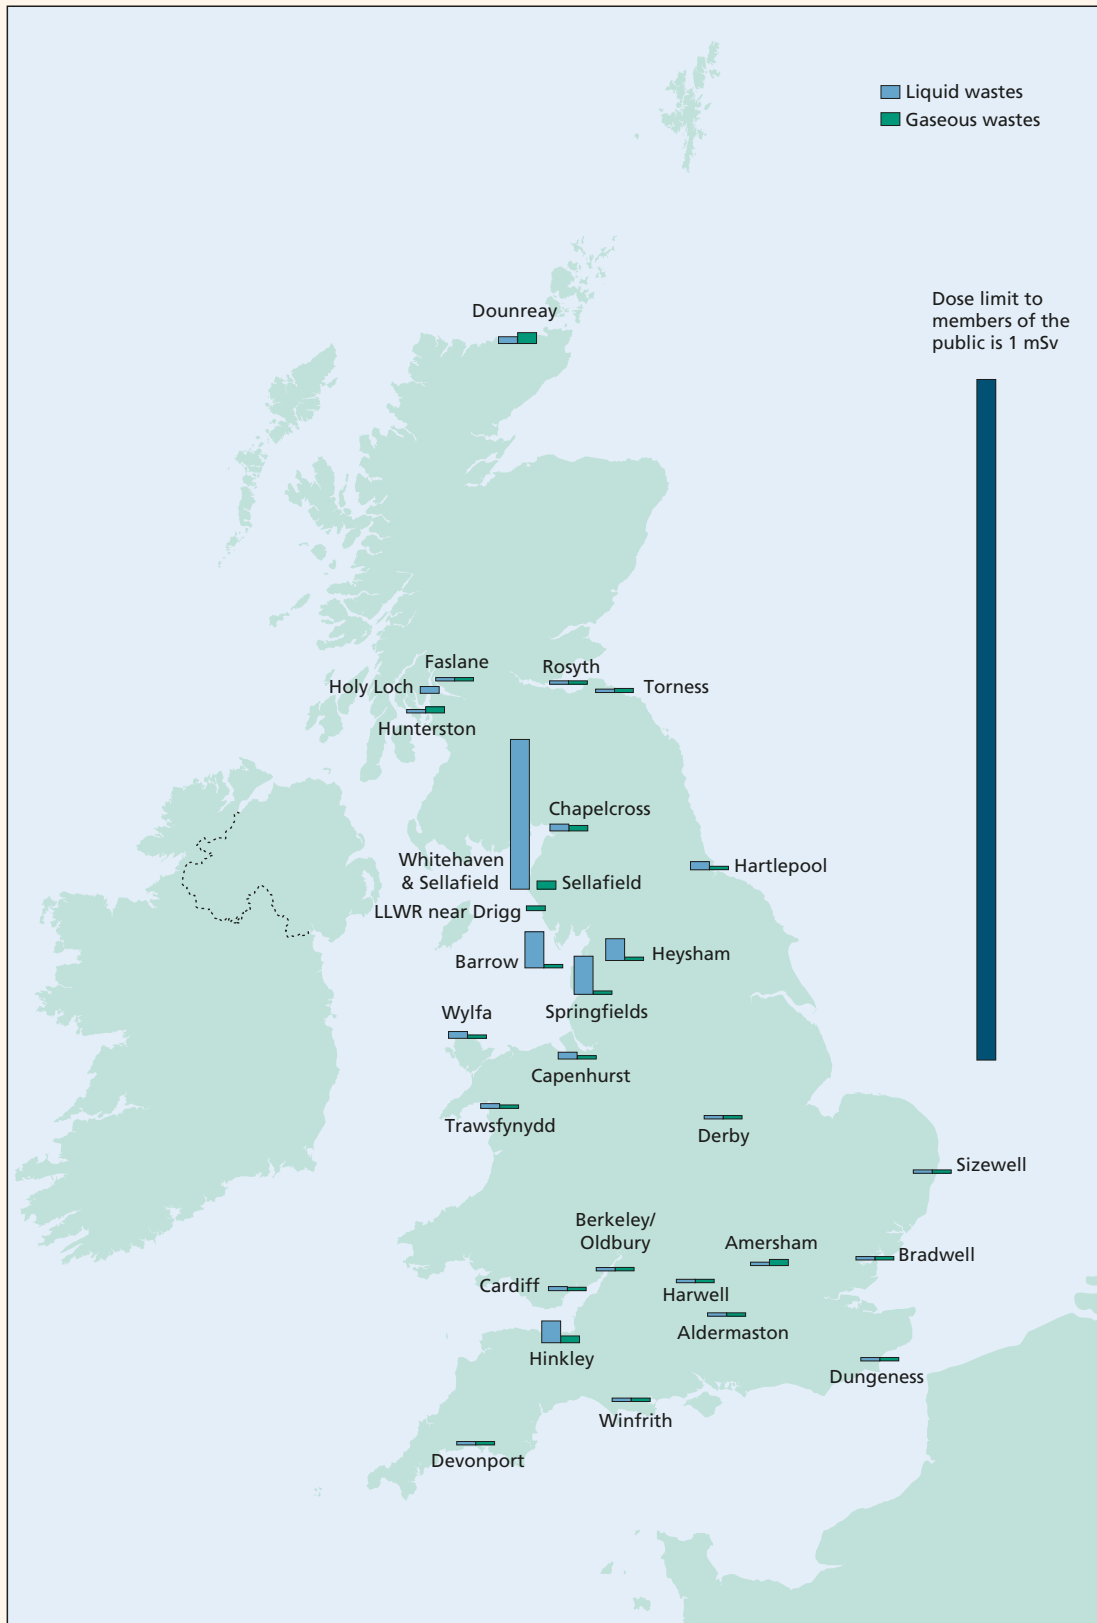 Liquid wastes
Gaseous wastes
Dose limit to
members of the
public is 1 mSv
Dounreay
Faslane
Rosyth
Holy Loch
Torness
Hunterston
Chapelcross
Whitehaven
& Sellafield
Sellafield
Hartlepool
LLWR near Drigg
Barrow
Heysham
Springfields
Wylfa
Capenhurst
Trawsfynydd
Derby
Sizewell
Berkeley/
Oldbury
Amersham
Bradwell
Cardiff
Harwell
Aldermaston
Hinkley
Dungeness
Winfrith
Devonport